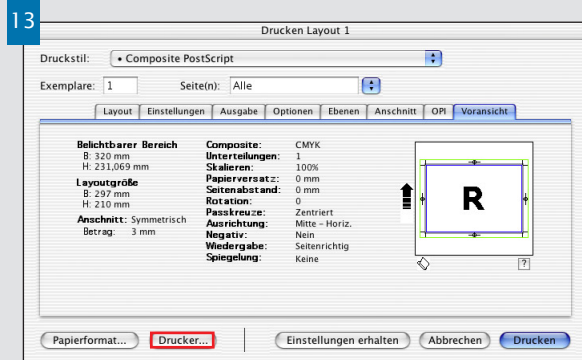 13
Drucken Layout 1
Druckstil: • Composite PostScript
Exemplare: 1 Seite(n): Alle
Layout Einstellungen Ausgabe Optionen Ebenen Anschnitt OPI Voransicht
Belichtbarer Bereich
B: 320 mm
H: 231,069 mm
Layoutgröße
B: 297 mm
H: 210 mm
Anschnitt: Symmetrisch
Betrag: 3 mm
Composite: CMYK
Unterteilungen: 1
Skalieren: 100%
Papierversatz: 0 mm
Seitenabstand: 0 mm
Rotation: 0
Passkreuze: Zentriert
Ausrichtung: Mitte – Horiz.
Negativ: Nein
Wiedergabe: Seitenrichtig
Spiegelung: Keine
R
?
Papierformat... Drucker... Einstellungen erhalten Abbrechen Drucken